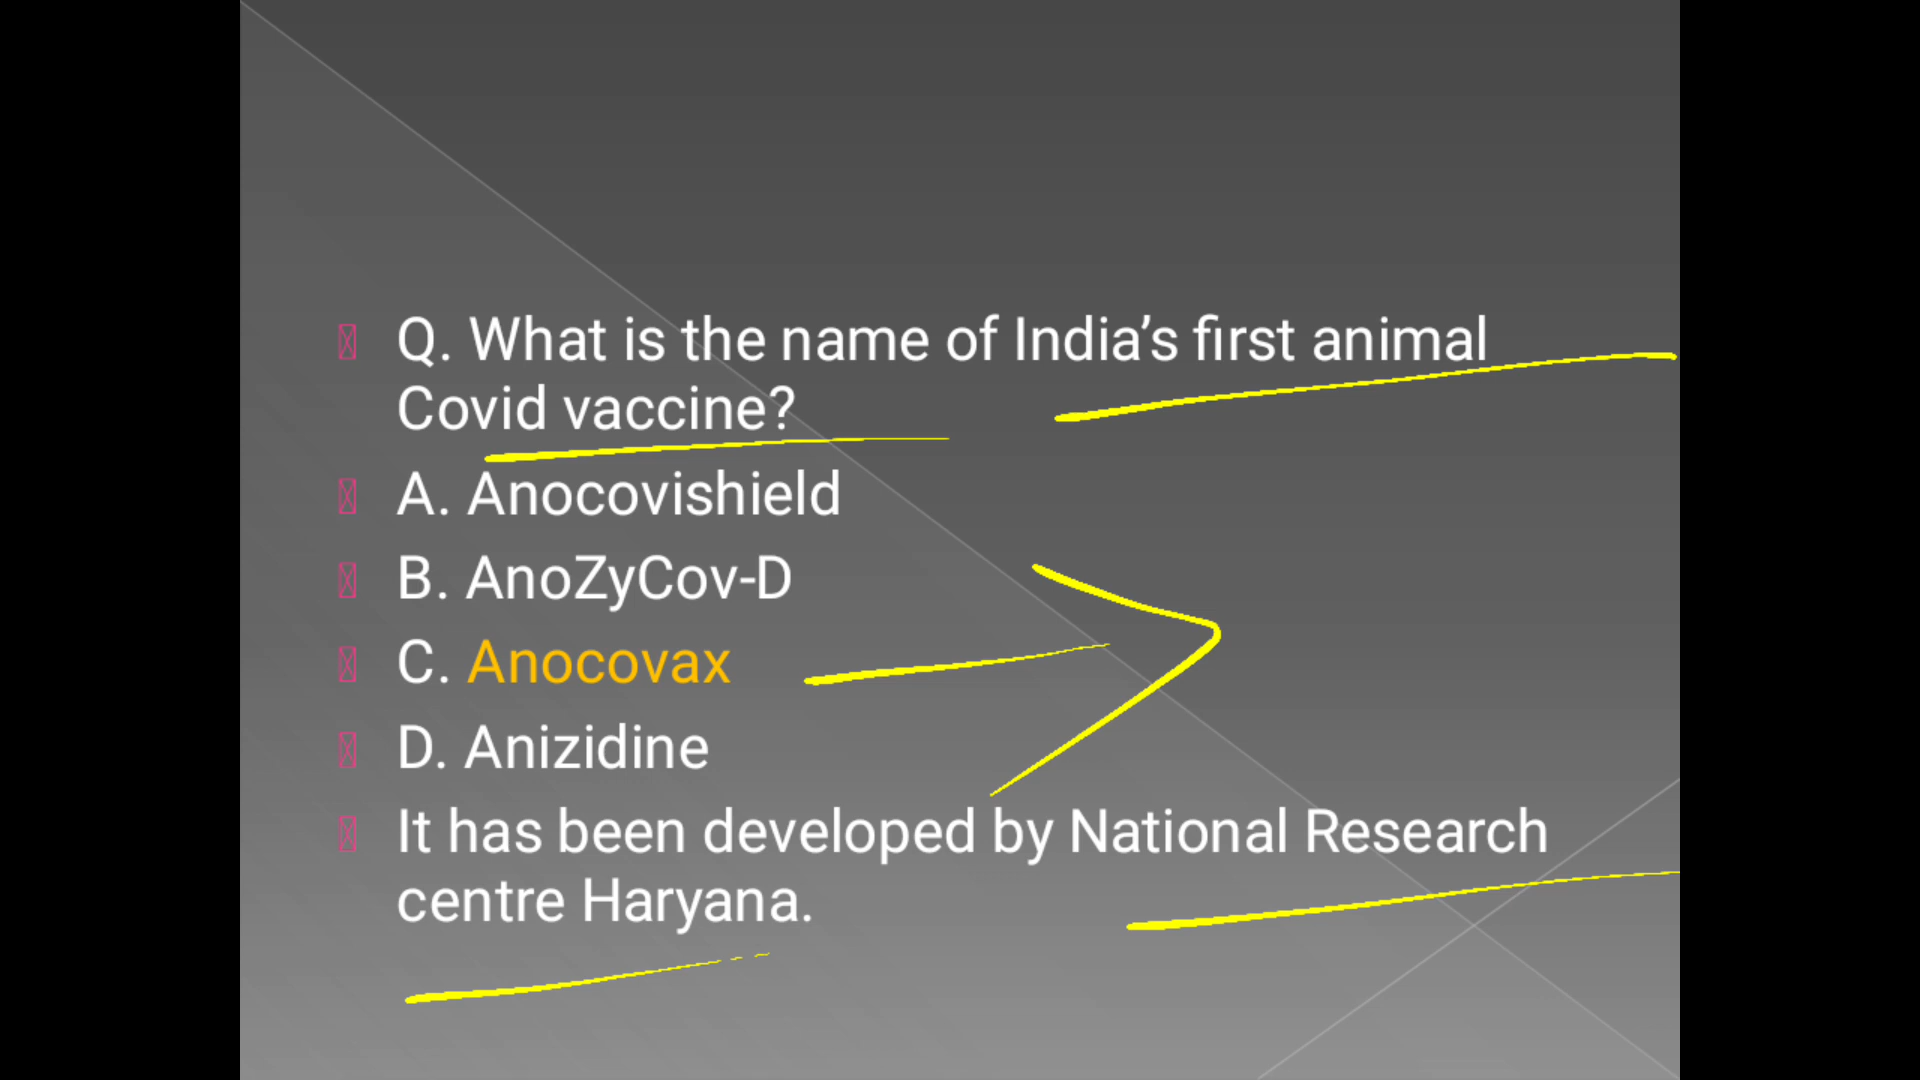 Q. What is the name of India’s first animal
Covid vaccine?
A. Anocovishield
B. AnoZyCov-D
C. Anocovax
D. Anizidine
It has been developed by National Research
centre Haryana.